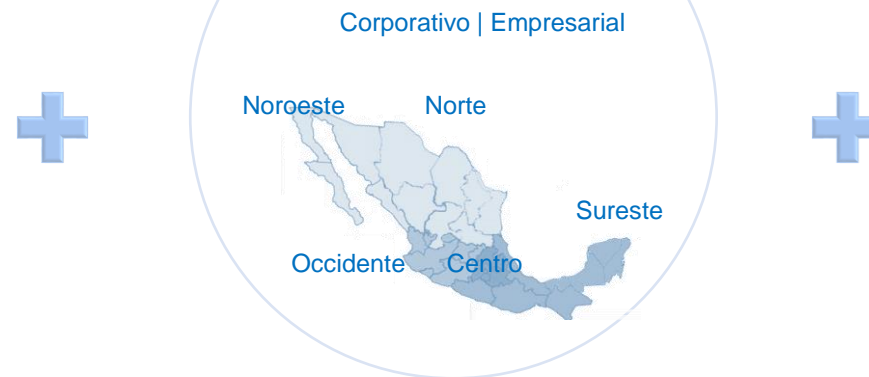 Corporativo | Empresarial
Noroeste
Norte
Sureste
Occidente
Centro